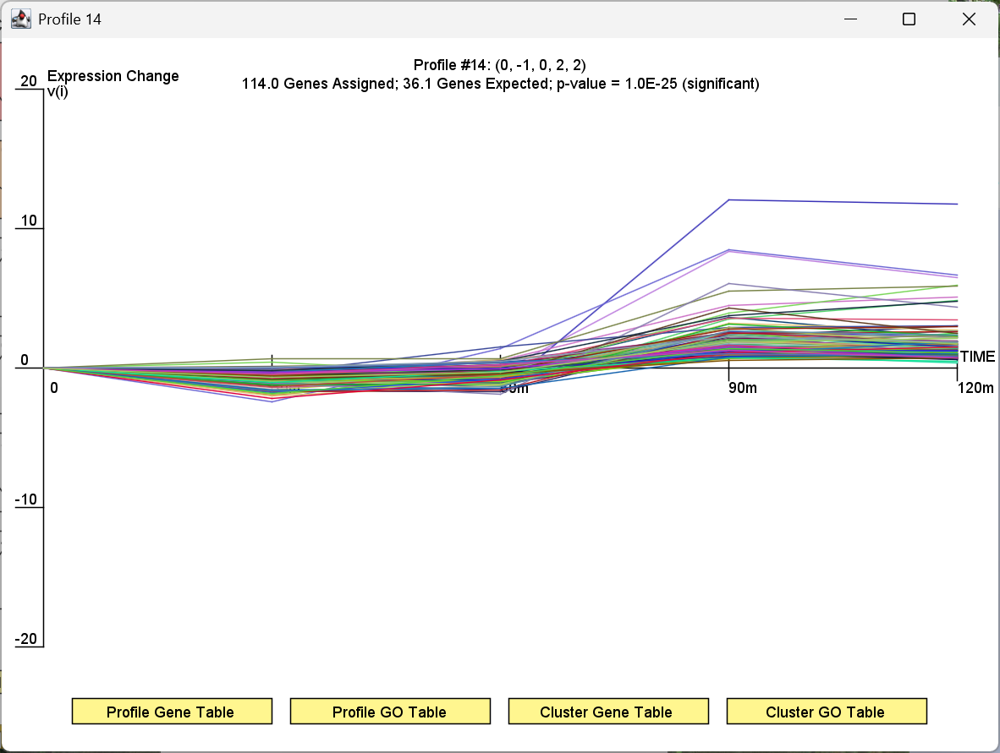 Profile 14
Profile #14: (0, -1, 0, 2, 2)
114.0 Genes Assigned; 36.1 Genes Expected; p-value = 1.0E-25 (significant)
Expression Change
v(i)
20
10
0
-10
-20
TIME
0
90m
120m
Profile Gene Table
Profile GO Table
Cluster Gene Table
Cluster GO Table